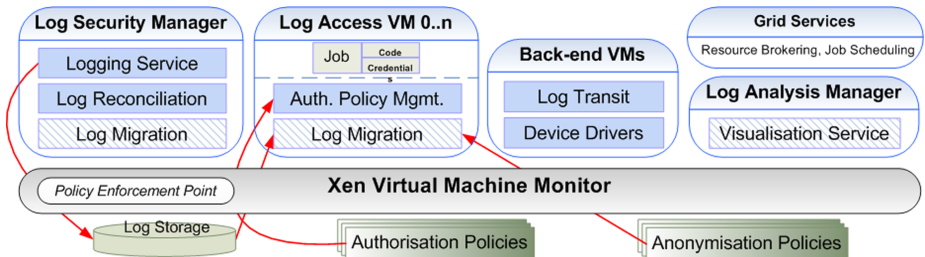 Log Security Manager
Logging Service
Log Reconciliation
Log Migration
Log Access VM 0..n
Job
Code
Credential
s
Auth. Policy Mgmt.
Log Migration
Back-end VMs
Log Transit
Device Drivers
Grid Services
Resource Brokering, Job Scheduling
Log Analysis Manager
Visualisation Service
Policy Enforcement Point
Xen Virtual Machine Monitor
Log Storage
Authorisation Policies
Anonymisation Policies